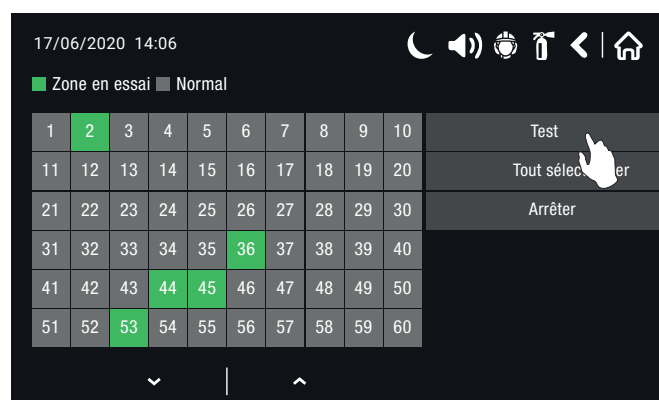 17/06/2020 14:06
Zone en essai Normal
1 2 3 4 5 6 7 8 9 10 Test
11 12 13 14 15 16 17 18 19 20 Tout sélec er
21 22 23 24 25 26 27 28 29 30 Arrêter
31 32 33 34 35 36 37 38 39 40
41 42 43 44 45 46 47 48 49 50
51 52 53 54 55 56 57 58 59 60